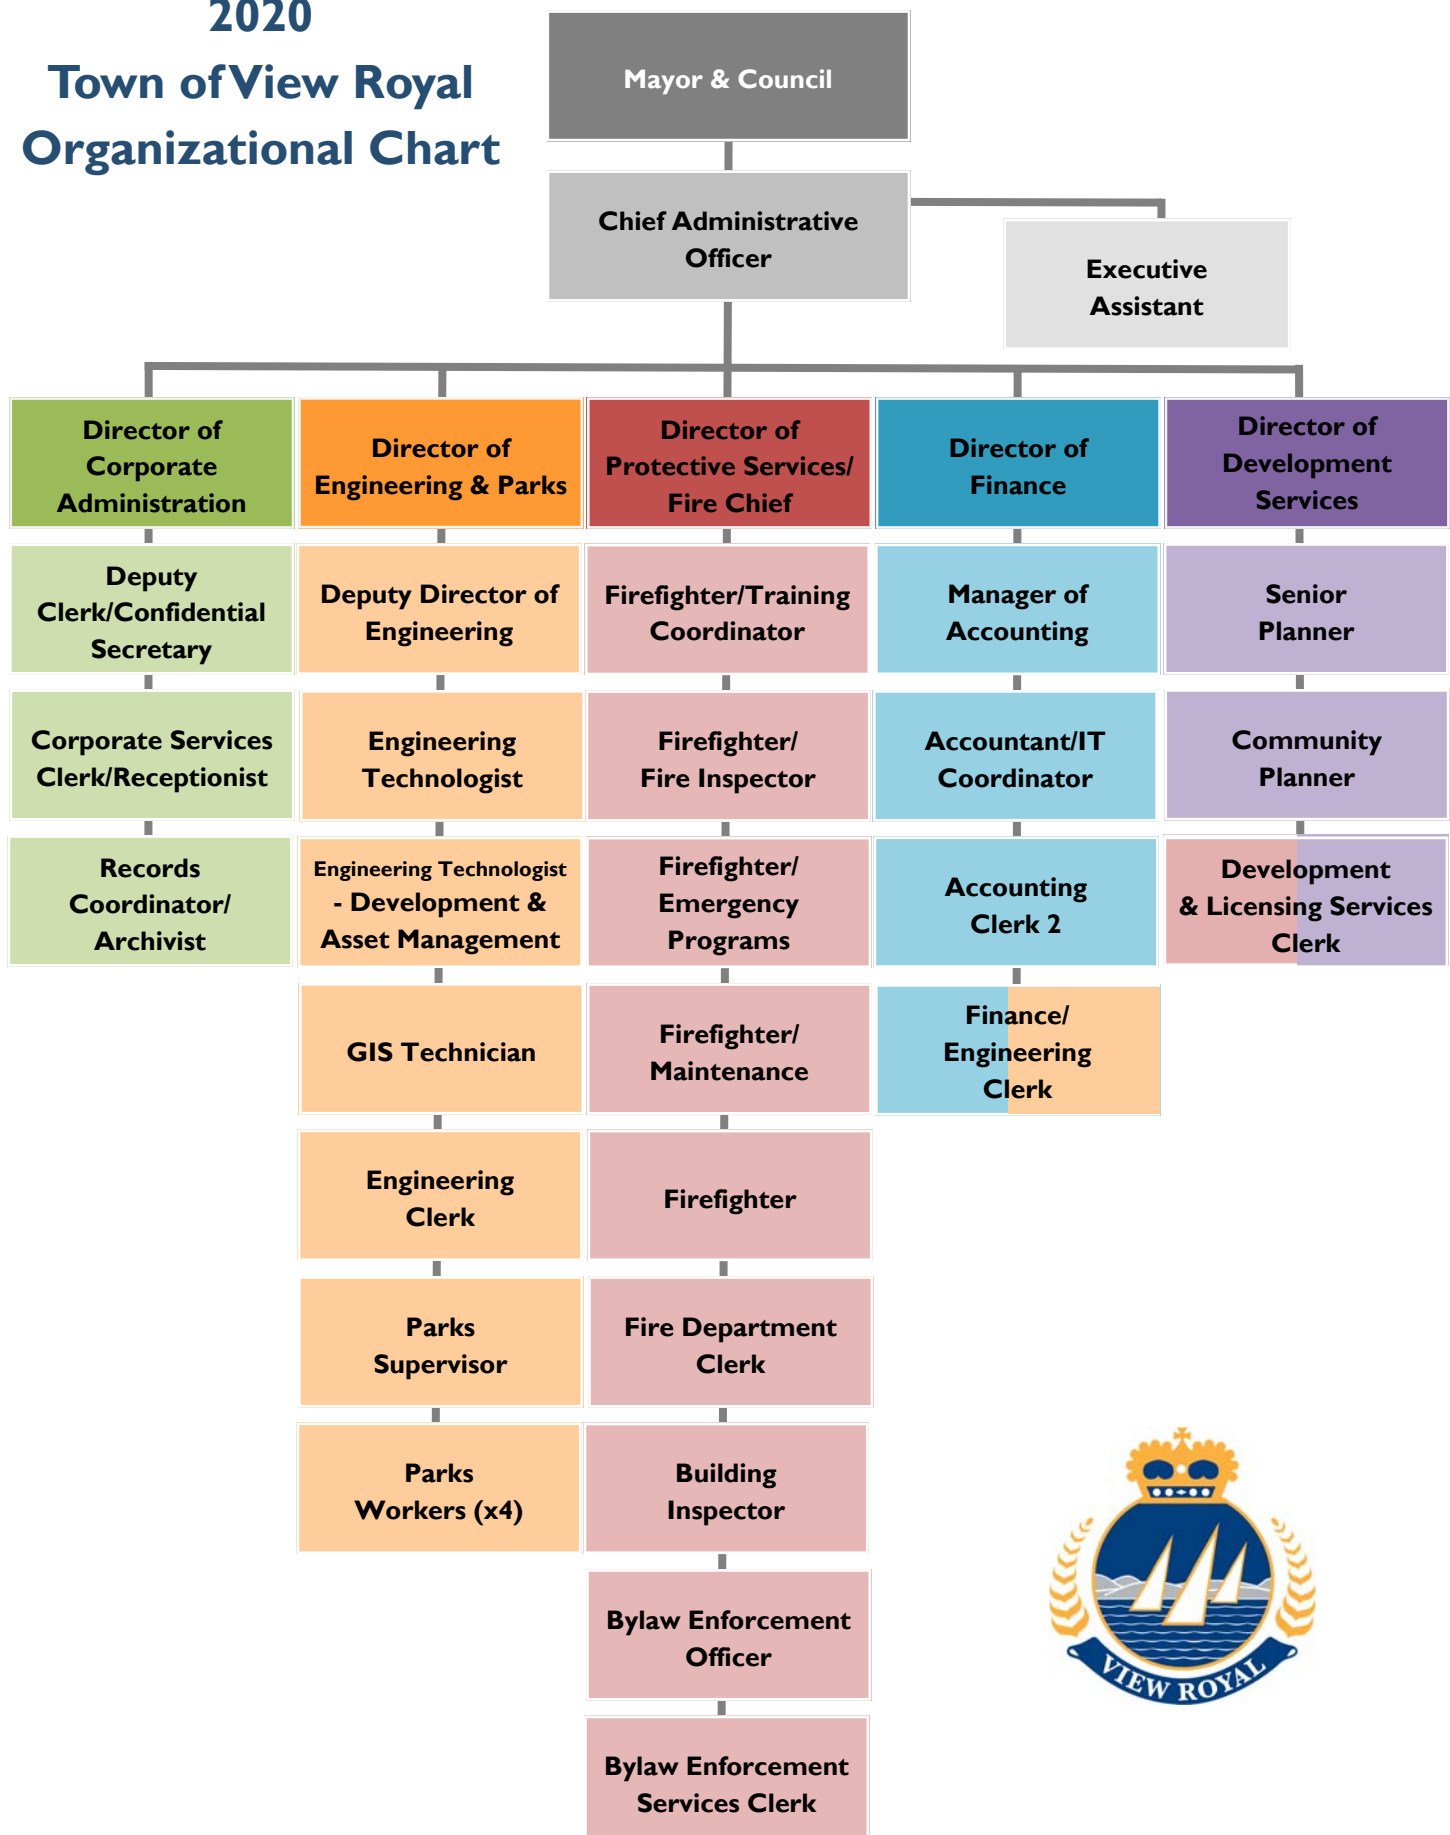 2020
Town of View Royal
Organizational Chart
Mayor & Council
Chief Administrative
Officer
Executive
Assistant
Director of
Corporate
Administration
Director of
Engineering & Parks
Director of
Protective Services/
Fire Chief
Director of
Finance
Director of
Development
Services
Deputy
Clerk/Confidential
Secretary
Deputy Director of
Engineering
Firefighter/Training
Coordinator
Manager of
Accounting
Senior
Planner
Corporate Services
Clerk/Receptionist
Engineering
Technologist
Firefighter/
Fire Inspector
Accountant/IT
Coordinator
Community
Planner
Records
Coordinator/
Archivist
Engineering Technologist
- Development &
Asset Management
Firefighter/
Emergency
Programs
Accounting
Clerk 2
Development
& Licensing Services
Clerk
GIS Technician
Firefighter/
Maintenance
Finance/
Engineering
Clerk
Engineering
Clerk
Firefighter
Parks
Supervisor
Fire Department
Clerk
Parks
Workers (x4)
Building
Inspector
Bylaw Enforcement
Officer
Bylaw Enforcement
Services Clerk
VIEW ROYAL